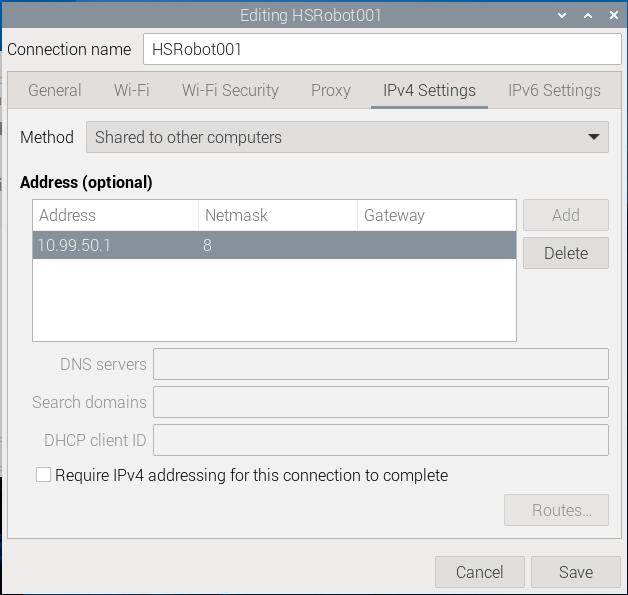 Editing HSRobot001
Connection name HSRobot001
General Wi-Fi Wi-Fi Security Proxy IPv4 Settings IPv6 Settings
Method Shared to other computers
Address (optional)
Address Netmask Gateway Add
10.99.50.1 8 Delete
DNS servers
Search domains
DHCP client ID
Require IPv4 addressing for this connection to complete
Routes...
Cancel Save